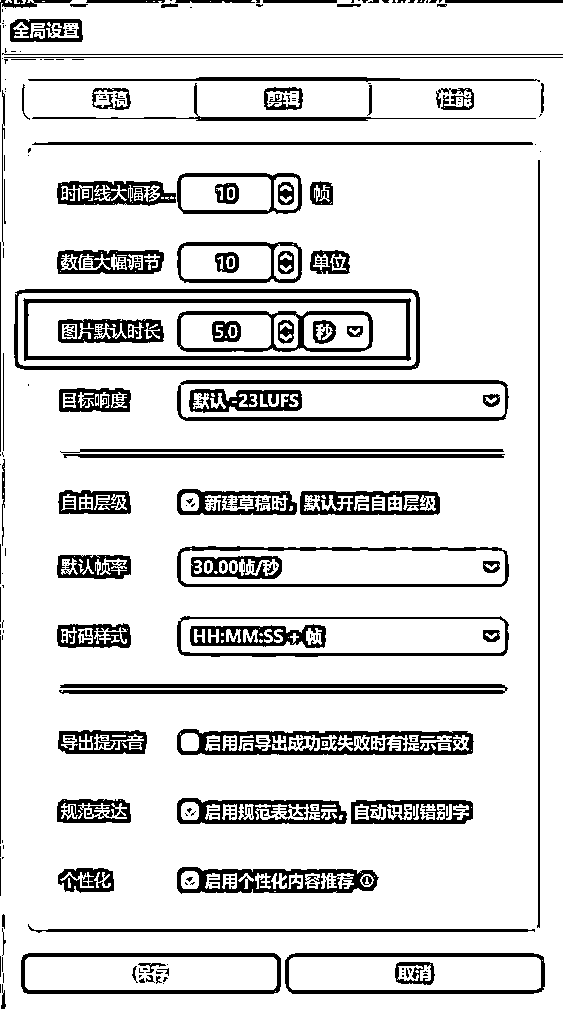 全局设置
草稿 剪辑 性能
时间线大幅移... 10 帧
数值大幅调节 10 单位
图片默认时长 5.0 秒
目标响度 默认 -23LUFS
自由层级 新建草稿时，默认开启自由层级
默认帧率 30.00帧/秒
时码样式 HH:MM:SS + 帧
导出提示音 启用后导出成功或失败时有提示音效
规范表达 启用规范表达提示，自动识别错别字
个性化 启用个性化内容推荐
保存 取消